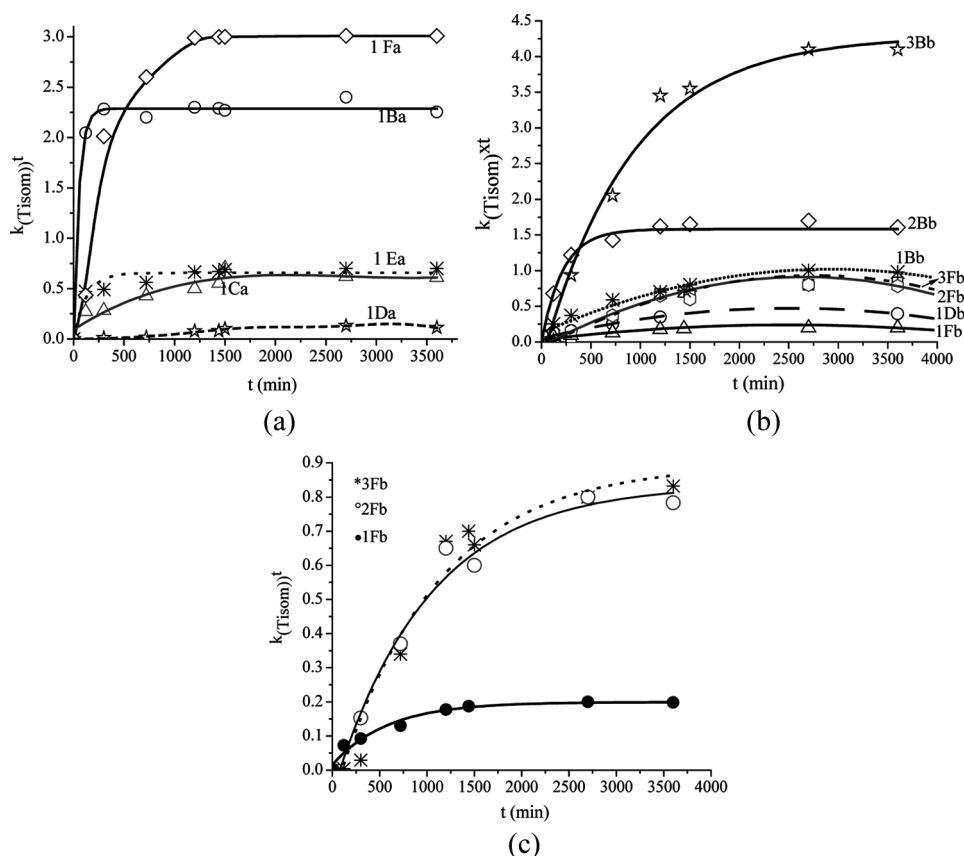 (a)
k(Tisom))t
3.0
2.5
2.0
1.5
1.0
0.5
0.0
1 Fa
1Ba
1 Ea
1Ca
1Da
0 500 1000 1500 2000 2500 3000 3500
t (min)
(a)
(b)
k(Tisom)xt
4.5
4.0
3.5
3.0
2.5
2.0
1.5
1.0
0.5
0.0
3Bb
2Bb
1Bb
3Fb
2Fb
1Db
1Fb
0 500 1000 1500 2000 2500 3000 3500 4000
t (min)
(b)
k(Tisom))t
0.9
0.8
0.7
0.6
0.5
0.4
0.3
0.2
0.1
0.0
*3Fb
°2Fb
●1Fb
0 500 1000 1500 2000 2500 3000 3500 4000
t (min)
(c)